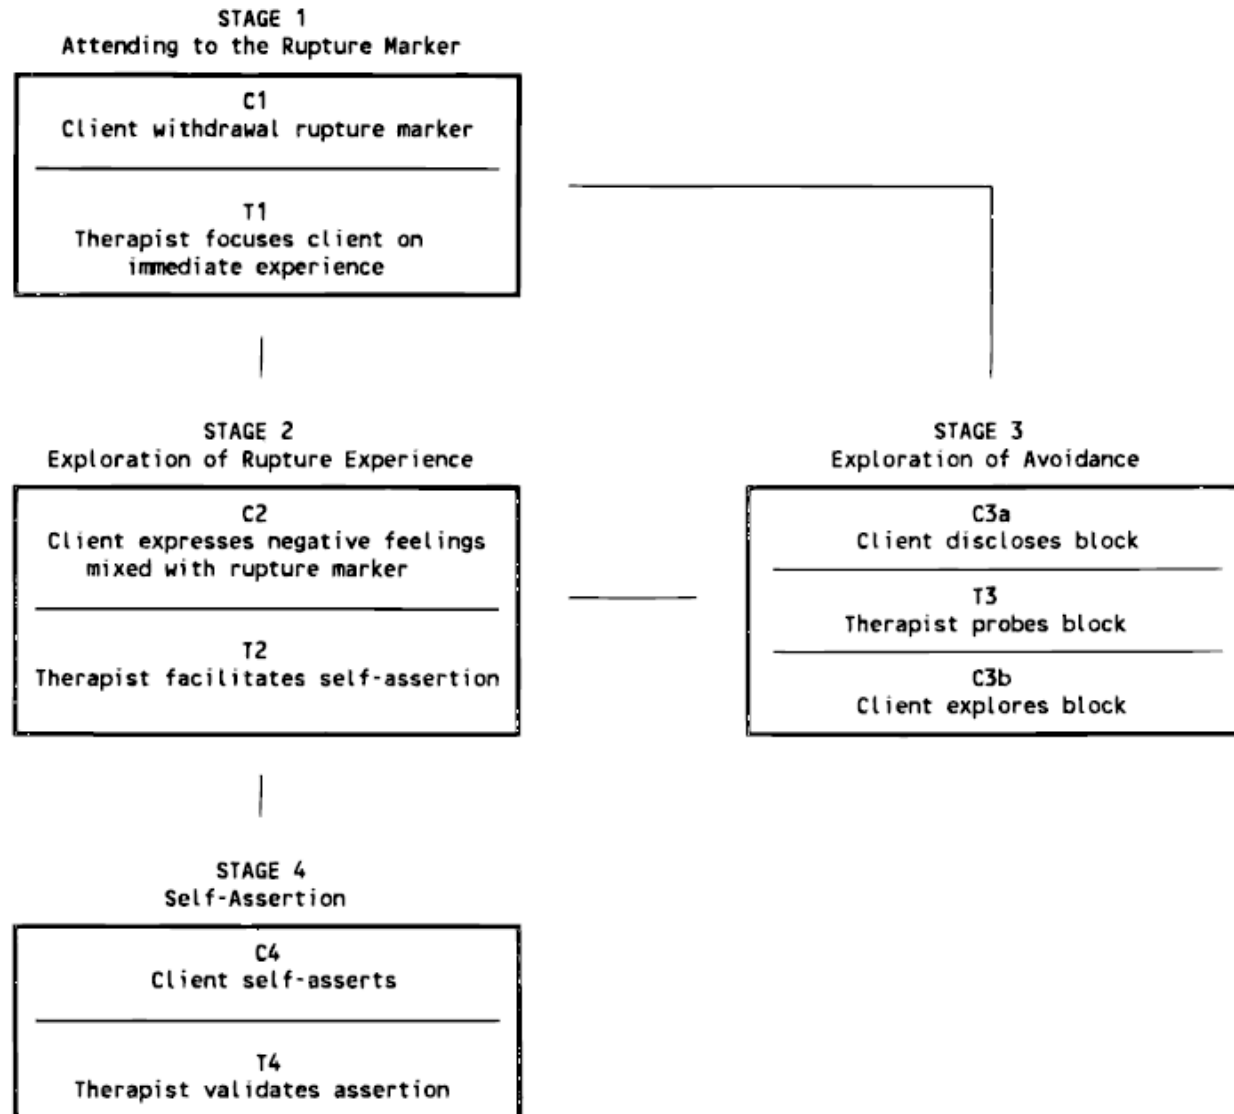 STAGE 1
Attending to the Rupture Marker
C1
Client withdrawal rupture marker
T1
Therapist focuses client on
immediate experience
STAGE 2
Exploration of Rupture Experience
C2
Client expresses negative feelings
mixed with rupture marker
T2
Therapist facilitates self-assertion
STAGE 3
Exploration of Avoidance
C3a
Client discloses block
T3
Therapist probes block
C3b
Client explores block
STAGE 4
Self-Assertion
C4
Client self-asserts
T4
Therapist validates assertion